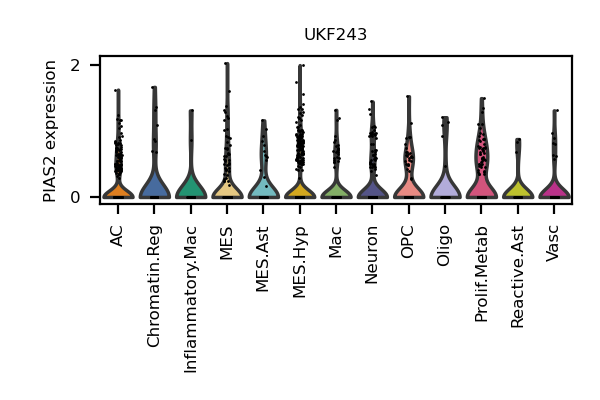 UKF243
PIAS2 expression
2
0
AC
Chromatin.Reg
Inflammatory.Mac
MES
MES.Ast
MES.Hyp
Mac
Neuron
OPC
Oligo
Prolif.Metab
Reactive.Ast
Vasc